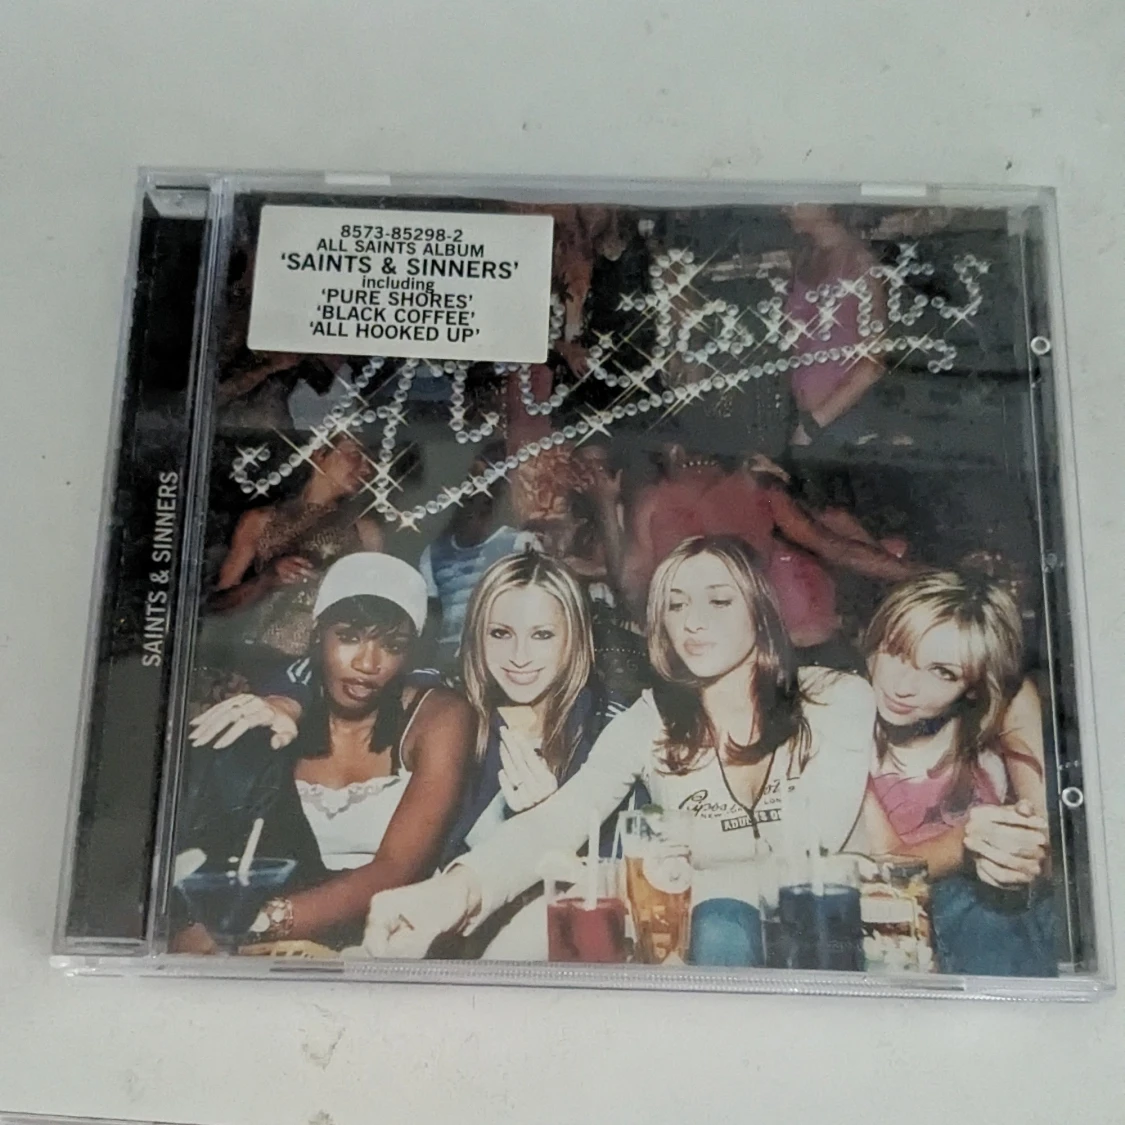 8573-85298-2
ALL SAINTS ALBUM
'SAINTS & SINNERS'
including
'PURE SHORES'
'BLACK COFFEE'
'ALL HOOKED UP'
All Saints
SAINTS & SINNERS